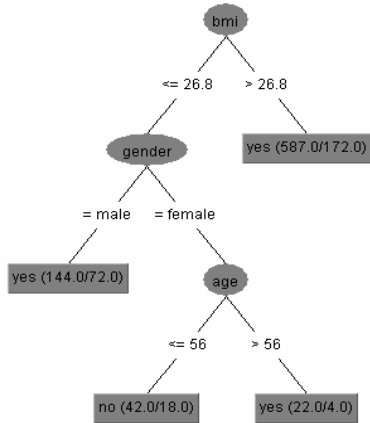 bmi
<= 26.8 > 26.8
gender yes (587.0/172.0)
= male = female
yes (144.0/72.0) age
<= 56 > 56
no (42.0/18.0) yes (22.0/4.0)